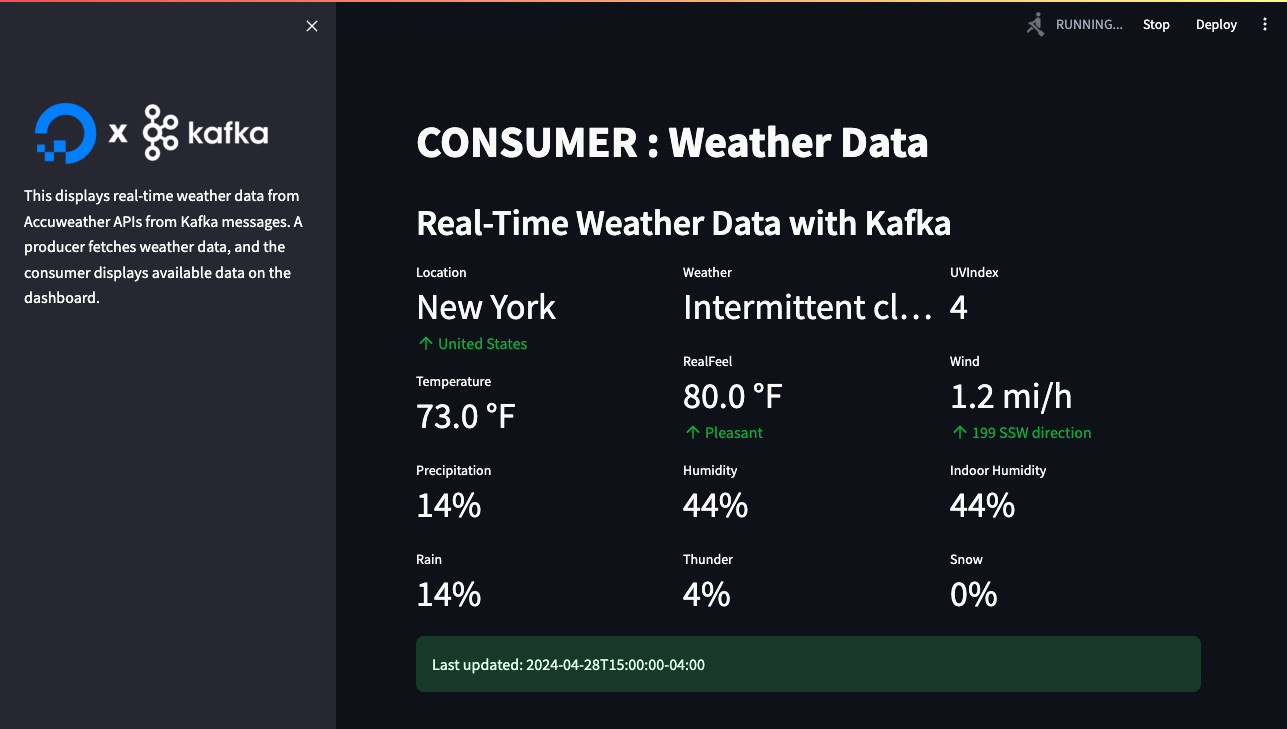 RUNNING...
Stop
Deploy
x kafka
This displays real-time weather data from
Accuweather APIs from Kafka messages. A
producer fetches weather data, and the
consumer displays available data on the
dashboard.
CONSUMER : Weather Data
Real-Time Weather Data with Kafka
Location
New York
United States
Weather
Intermittent cl...
UVIndex
4
Temperature
73.0 °F
RealFeel
80.0 °F
Pleasant
Wind
1.2 mi/h
199 SSW direction
Precipitation
14%
Humidity
44%
Indoor Humidity
44%
Rain
14%
Thunder
4%
Snow
0%
Last updated: 2024-04-28T15:00:00-04:00